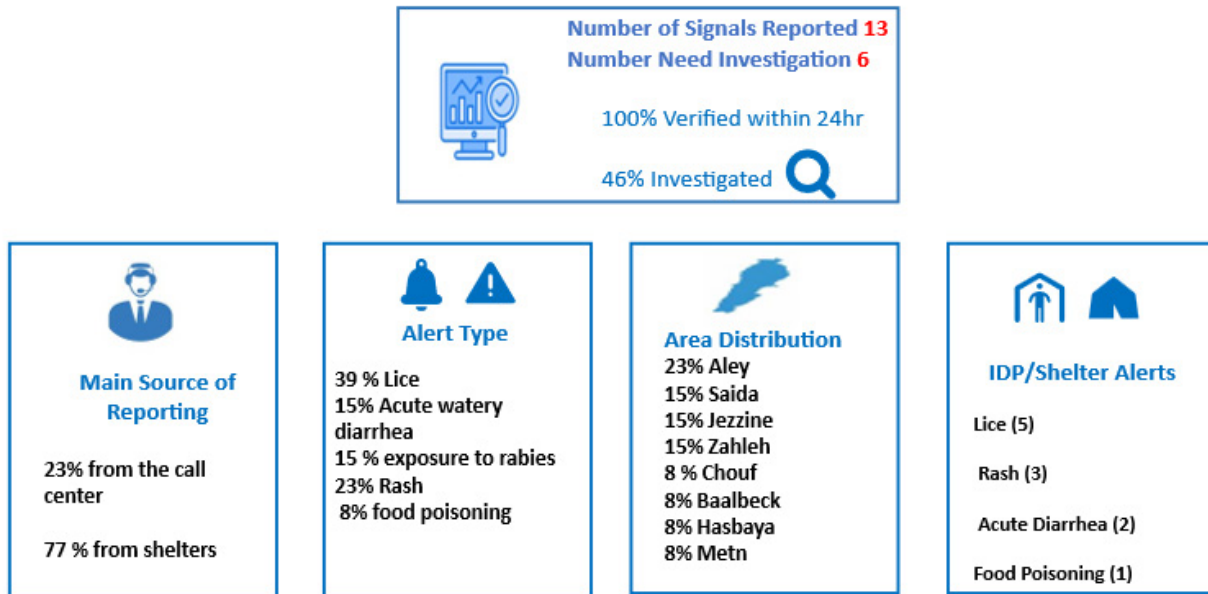 Number of Signals Reported 13
Number Need Investigation 6
100% Verified within 24hr
46% Investigated
Main Source of
Reporting
23% from the call
center
77 % from shelters
Alert Type
39 % Lice
15% Acute watery
diarrhea
15 % exposure to rabies
23% Rash
8% food poisoning
Area Distribution
23% Aley
15% Saida
15% Jezzine
15% Zahleh
8 % Chouf
8% Baalbeck
8% Hasbaya
8% Metn
IDP/Shelter Alerts
Lice (5)
Rash (3)
Acute Diarrhea (2)
Food Poisoning (1)